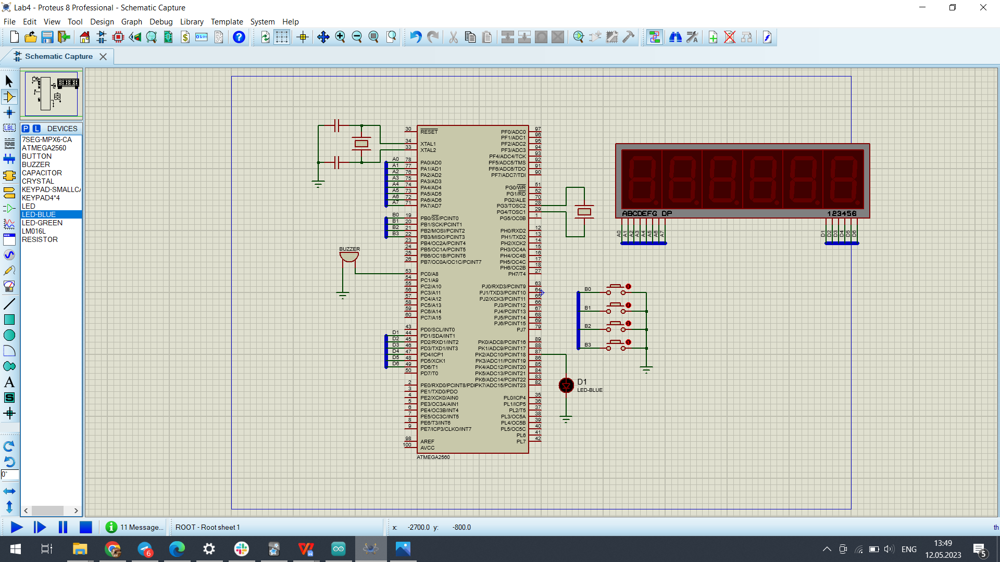 Lab4 - Proteus 8 Professional - Schematic Capture
File Edit View Tool Design Graph Debug Library Template System Help
Schematic Capture
P L DEVICES
7SEG-MPX6-CA
ATMEGA2560
BUTTON
BUZZER
CAPACITOR
CRYSTAL
KEYPAD-SMALLCA
KEYPAD4*4
LED
LED-BLUE
LED-GREEN
LM016L
RESISTOR
LBL
A
S
0°
30 RESET
34 XTAL1
33 XTAL2
A0 78 PA0/AD0
A1 77 PA1/AD1
A2 76 PA2/AD2
A3 75 PA3/AD3
A4 74 PA4/AD4
A5 73 PA5/AD5
A6 72 PA6/AD6
A7 71 PA7/AD7
B0 19 PB0/SS/PCINT0
B1 20 PB1/SCK/PCINT1
B2 21 PB2/MOSI/PCINT2
B3 22 PB3/MISO/PCINT3
23 PB4/OC2A/PCINT4
24 PB5/OC1A/PCINT5
25 PB6/OC1B/PCINT6
26 PB7/OC0A/OC1C/PCINT7
BUZZER
53 PC0/A8
54 PC1/A9
55 PC2/A10
56 PC3/A11
57 PC4/A12
58 PC5/A13
59 PC6/A14
60 PC7/A15
43 PD0/SCL/INT0
D1 44 PD1/SDA/INT1
D2 45 PD2/RXD1/INT2
D3 46 PD3/TXD1/INT3
D4 47 PD4/ICP1
D5 48 PD5/XCK1
D6 49 PD6/T1
50 PD7/T0
2 PE0/RXD0/PCINT8/PDI
3 PE1/TXD0/PDO
4 PE2/XCK0/AIN0
5 PE3/OC3A/AIN1
6 PE4/OC3B/INT4
7 PE5/OC3C/INT5
8 PE6/T3/INT6
9 PE7/ICP3/CLKO/INT7
98 AREF
100 AVCC
ATMEGA2560
PF0/ADC0 97
PF1/ADC1 96
PF2/ADC2 95
PF3/ADC3 94
PF4/ADC4/TCK 93
PF5/ADC5/TMS 92
PF6/ADC6/TDO 91
PF7/ADC7/TDI 90
PG0/WR 51
PG1/RD 52
PG2/ALE 70
PG3/TOSC2 28
PG4/TOSC1 29
PG5/OC0B 1
PH0/RXD2 12
PH1/TXD2 13
PH2/XCK2 14
PH3/OC4A 15
PH4/OC4B 16
PH5/OC4C 17
PH6/OC2B 18
PH7/T4 27
PJ0/RXD3/PCINT9 63
PJ1/TXD3/PCINT10 64
PJ2/XCK3/PCINT11 65
PJ3/PCINT12 66
PJ4/PCINT13 67
PJ5/PCINT14 68
PJ6/PCINT15 69
PJ7 79
PK0/ADC8/PCINT16 89
PK1/ADC9/PCINT17 88
PK2/ADC10/PCINT18 87
PK3/ADC11/PCINT19 86
PK4/ADC12/PCINT20 85
PK5/ADC13/PCINT21 84
PK6/ADC14/PCINT22 83
PK7/ADC15/PCINT23 82
PL0/ICP4 35
PL1/ICP5 36
PL2/T5 37
PL3/OC5A 38
PL4/OC5B 39
PL5/OC5C 40
PL6 41
PL7 42
ABCDEFG DP 123456
A0 A1 A2 A3 A4 A5 A6 A7
D1 D2 D3 D4 D5 D6
B0
B1
B2
B3
D1
LED-BLUE
11 Message... ROOT - Root sheet 1 x: -2700.0 y: -800.0 th
6
ENG
13:49
12.05.2023
5